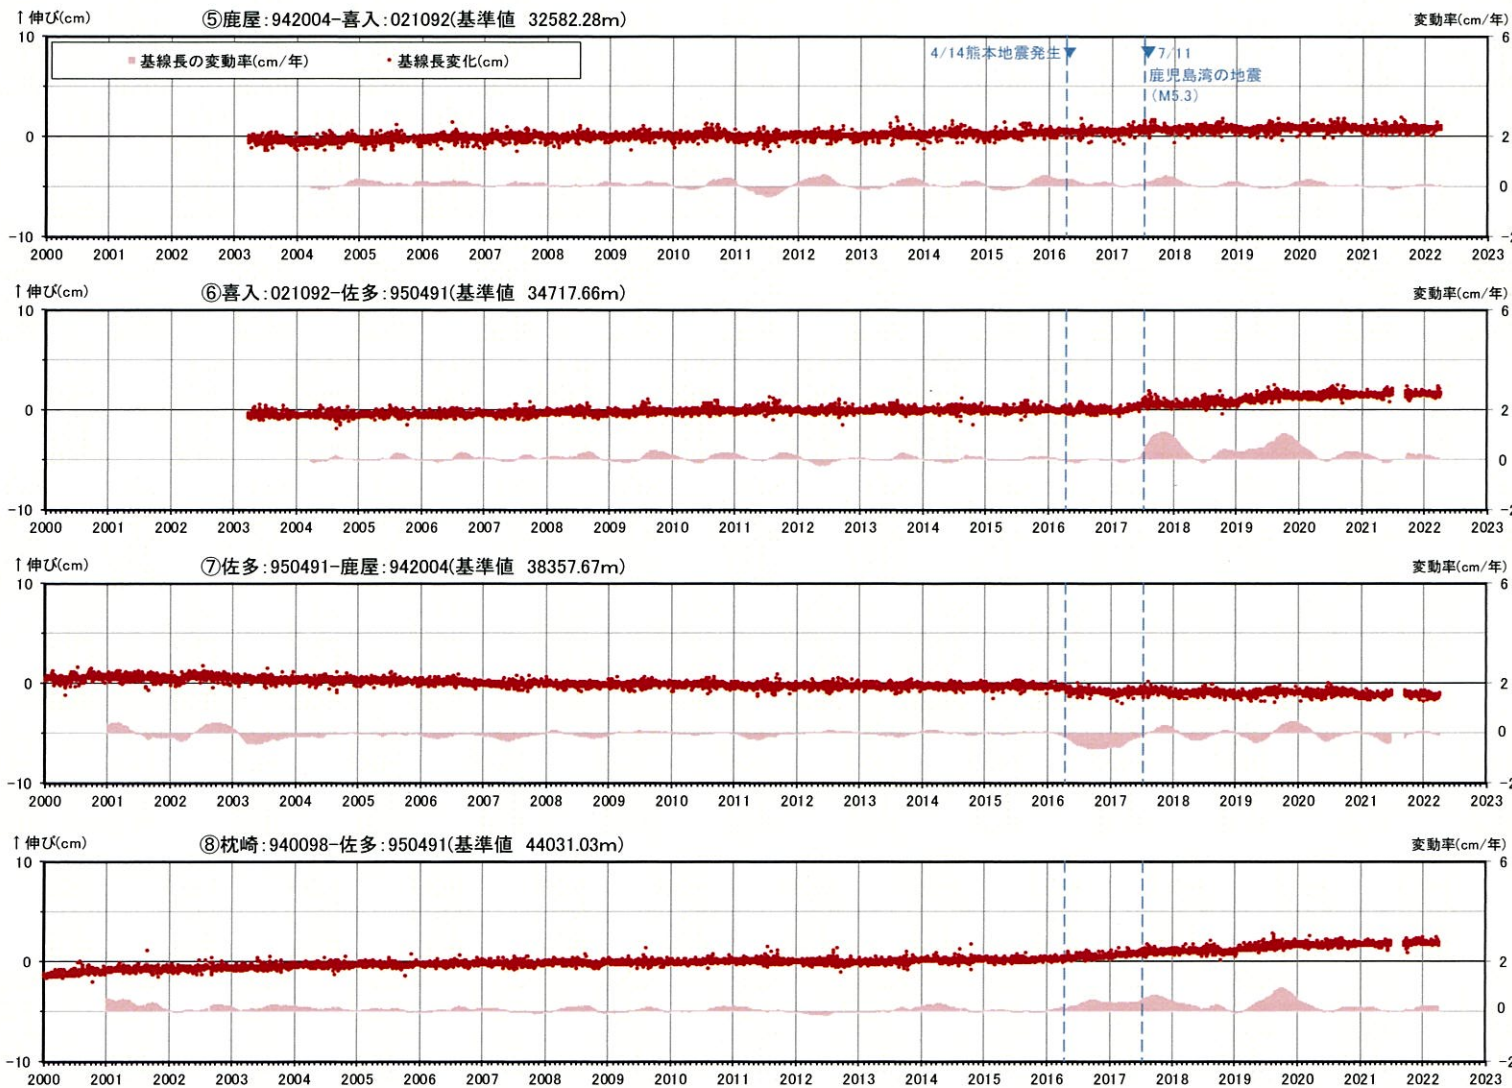 ↑伸び(cm) ⑤鹿屋:942004-喜入:021092(基準値 32582.28m) 変動率(cm/年)
10 6
■ 基線長の変動率(cm/年) • 基線長変化(cm) 4/14熊本地震発生▼ ▼7/11
鹿児島湾の地震
(M5.3)
0 2
0
-10 -2
2000 2001 2002 2003 2004 2005 2006 2007 2008 2009 2010 2011 2012 2013 2014 2015 2016 2017 2018 2019 2020 2021 2022 2023
↑伸び(cm) ⑥喜入:021092-佐多:950491(基準値 34717.66m) 変動率(cm/年)
10 6
0 2
0
-10 -2
2000 2001 2002 2003 2004 2005 2006 2007 2008 2009 2010 2011 2012 2013 2014 2015 2016 2017 2018 2019 2020 2021 2022 2023
↑伸び(cm) ⑦佐多:950491-鹿屋:942004(基準値 38357.67m) 変動率(cm/年)
10 6
0 2
0
-10 -2
2000 2001 2002 2003 2004 2005 2006 2007 2008 2009 2010 2011 2012 2013 2014 2015 2016 2017 2018 2019 2020 2021 2022 2023
↑伸び(cm) ⑧枕崎:940098-佐多:950491(基準値 44031.03m) 変動率(cm/年)
10 6
0 2
0
-10 -2
2000 2001 2002 2003 2004 2005 2006 2007 2008 2009 2010 2011 2012 2013 2014 2015 2016 2017 2018 2019 2020 2021 2022 2023